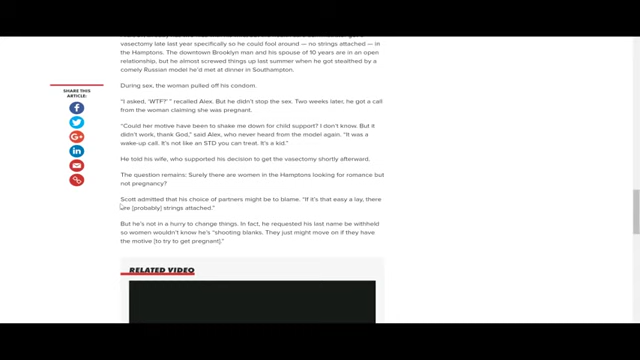 vasectomy late last year specifically so he could fool around — no strings attached — in
the Hamptons. The downtown Brooklyn man and his spouse of 10 years are in an open
relationship, but he almost screwed things up last summer when he got stealthed by a
comely Russian model he'd met at dinner in Southampton.
SHARE THIS
ARTICLE:
During sex, the woman pulled off his condom.
"I asked, 'WTF?' " recalled Alex. But he didn't stop the sex. Two weeks later, he got a
call from the woman claiming she was pregnant.
"Could her motive have been to shake me down for child support? I don't know. But it
didn't work, thank God," said Alex, who never heard from the model again. "It was a
wake-up call. It's not like an STD you can treat. It's a kid."
He told his wife, who supported his decision to get the vasectomy shortly afterward.
The question remains: Surely there are women in the Hamptons looking for romance but
not pregnancy?
Scott admitted that his choice of partners might be to blame. "If it's that easy a lay, there
are [probably] strings attached."
But he's not in a hurry to change things. In fact, he requested his last name be withheld
so women wouldn't know he's "shooting blanks. They just might move on if they have
the motive [to try to get pregnant]."
RELATED VIDEO